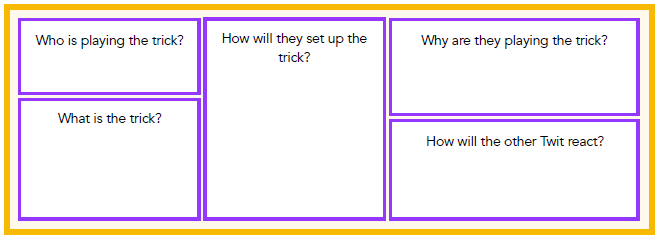 Who is playing the trick?
What is the trick?
How will they set up the
trick?
Why are they playing the trick?
How will the other Twit react?